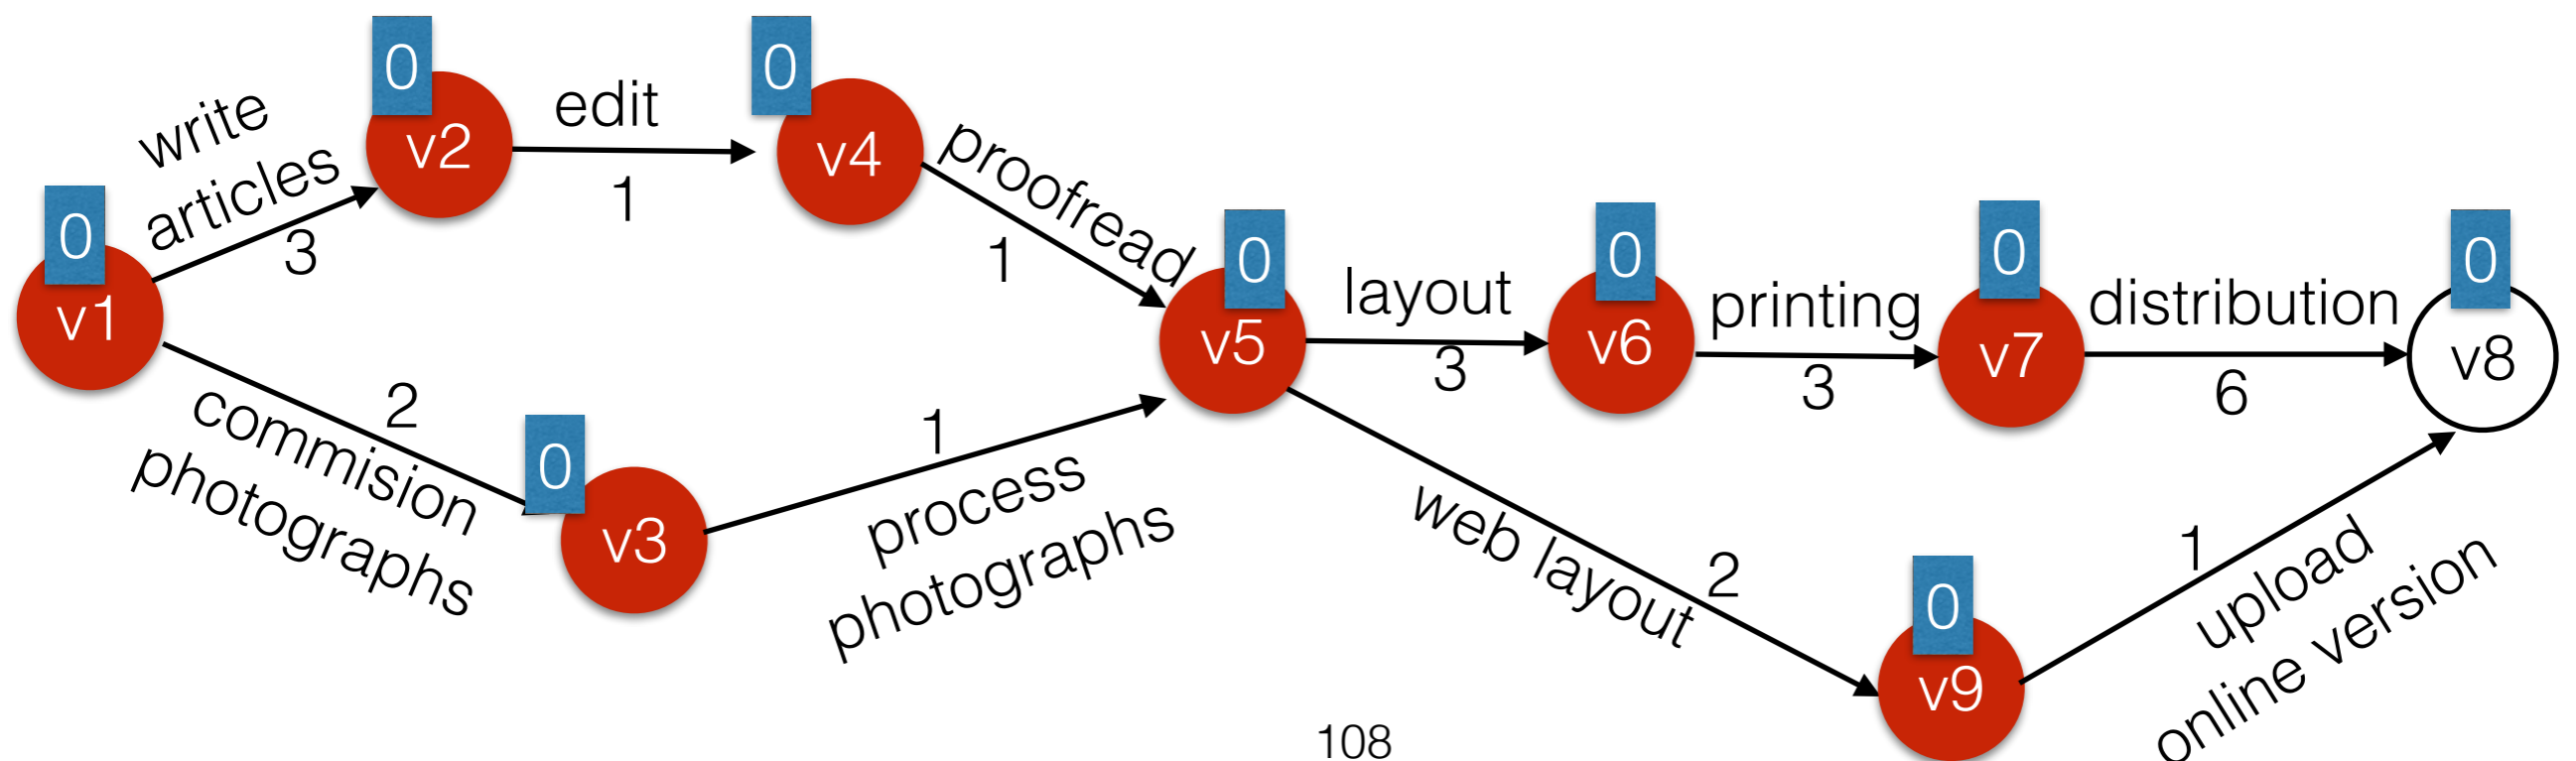 0
v1
write
articles
3
0
v2
edit
1
0
v4
proofread
1
2
commision
photographs
0
v3
1
process
photographs
0
v5
layout
3
0
v6
printing
3
0
v7
distribution
6
0
v8
web layout
2
0
v9
1
upload
online version
108